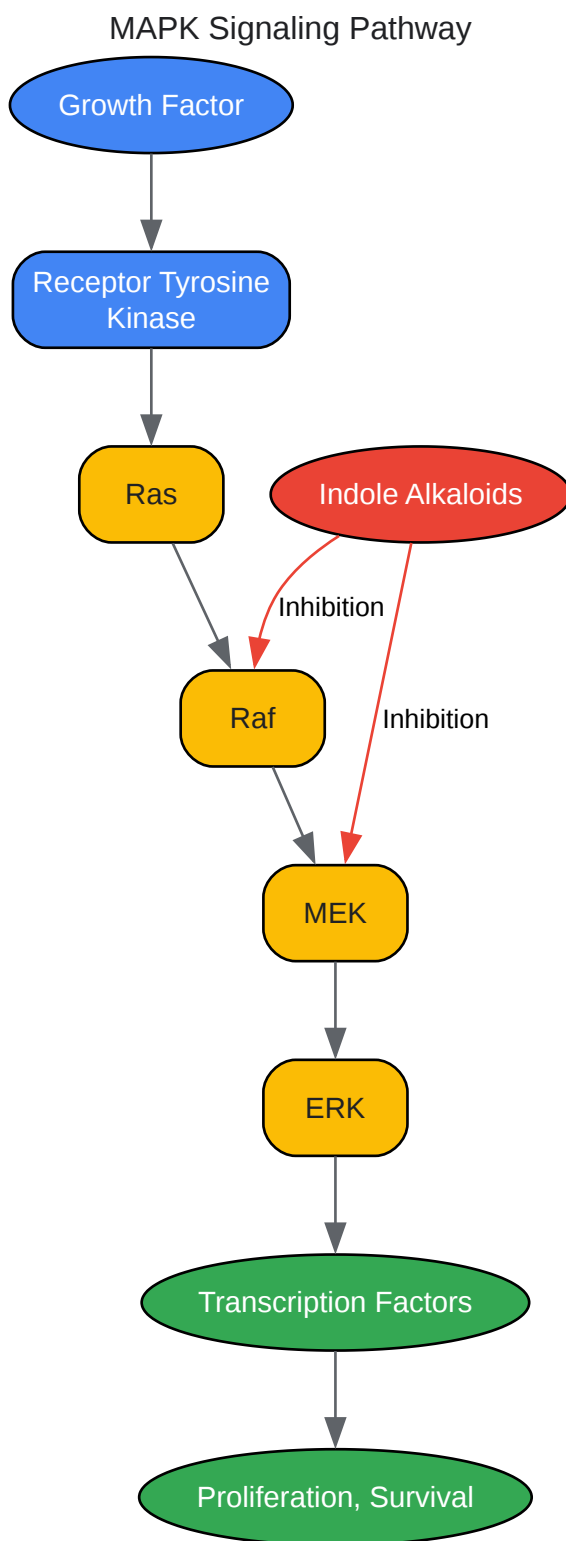 MAPK Signaling Pathway
Growth Factor
Receptor Tyrosine
Kinase
Ras
Indole Alkaloids
Inhibition
Raf
Inhibition
MEK
ERK
Transcription Factors
Proliferation, Survival